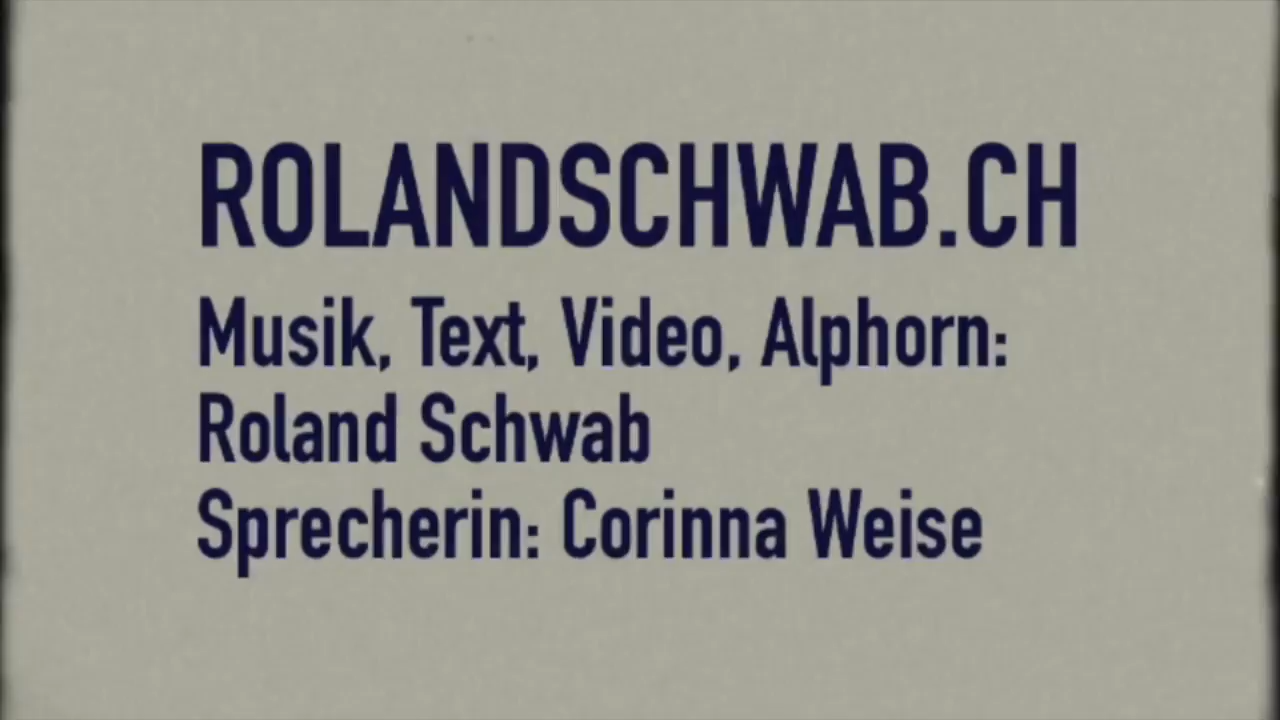 ROLANDSCHWAB.CH
Musik, Text, Video, Alphorn:
Roland Schwab
Sprecherin: Corinna Weise